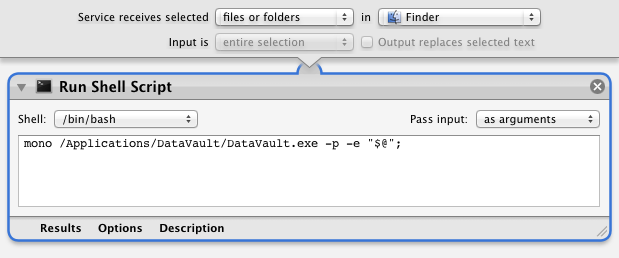 Service receives selected files or folders in Finder
Input is entire selection Output replaces selected text
Run Shell Script
Shell: /bin/bash Pass input: as arguments
mono /Applications/DataVault/DataVault.exe -p -e "$@";
Results Options Description